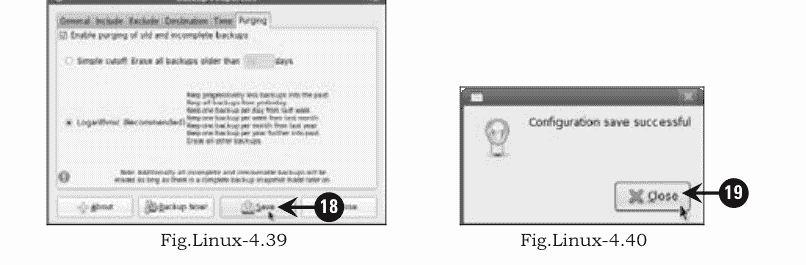 General Include Exclude Destination Time Purging
Enable purging of old and incomplete backups
Simple cutoff: Erase all backups older than days
Logarithmic (Recommended)
Keep progressively less backups into the past:
Keep all backups from yesterday.
Keep one backup per day from last week.
Keep one backup per week from last month.
Keep one backup per month from last year.
Keep one backup per year further into past.
Erase all other backups.
Note: Additionally all incomplete and unresumable backups will be
erased as long as there is a complete backup snapshot made later on
About Backup Now! Save
18
Fig.Linux-4.39
Configuration save successful
Close
19
Fig.Linux-4.40